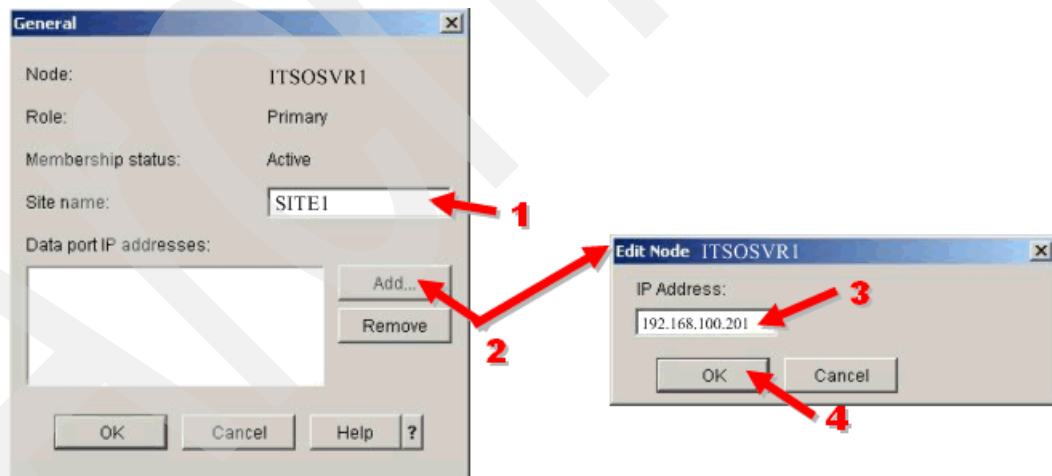 General
Node: ITSOSVR1
Role: Primary
Membership status: Active
Site name: SITE1
1
Data port IP addresses:
Add...
Remove
2
OK Cancel Help ?
Edit Node ITSOSVR1
IP Address:
3
192.168.100.201
OK Cancel
4